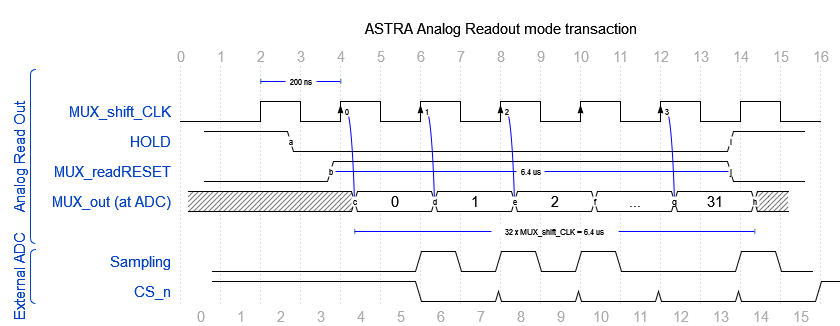 ASTRA Analog Readout mode transaction
0 1 2 3 4 5 6 7 8 9 10 11 12 13 14 15 16
200 ns
MUX_shift_CLK 0 1 2 3
HOLD a i
MUX_readRESET b 6.4 us j
MUX_out (at ADC) c 0 d 1 e 2 f ... g 31 h
32 x MUX_shift_CLK = 6.4 us
Sampling
CS_n
0 1 2 3 4 5 6 7 8 9 10 11 12 13 14 15
Analog Read Out
External ADC